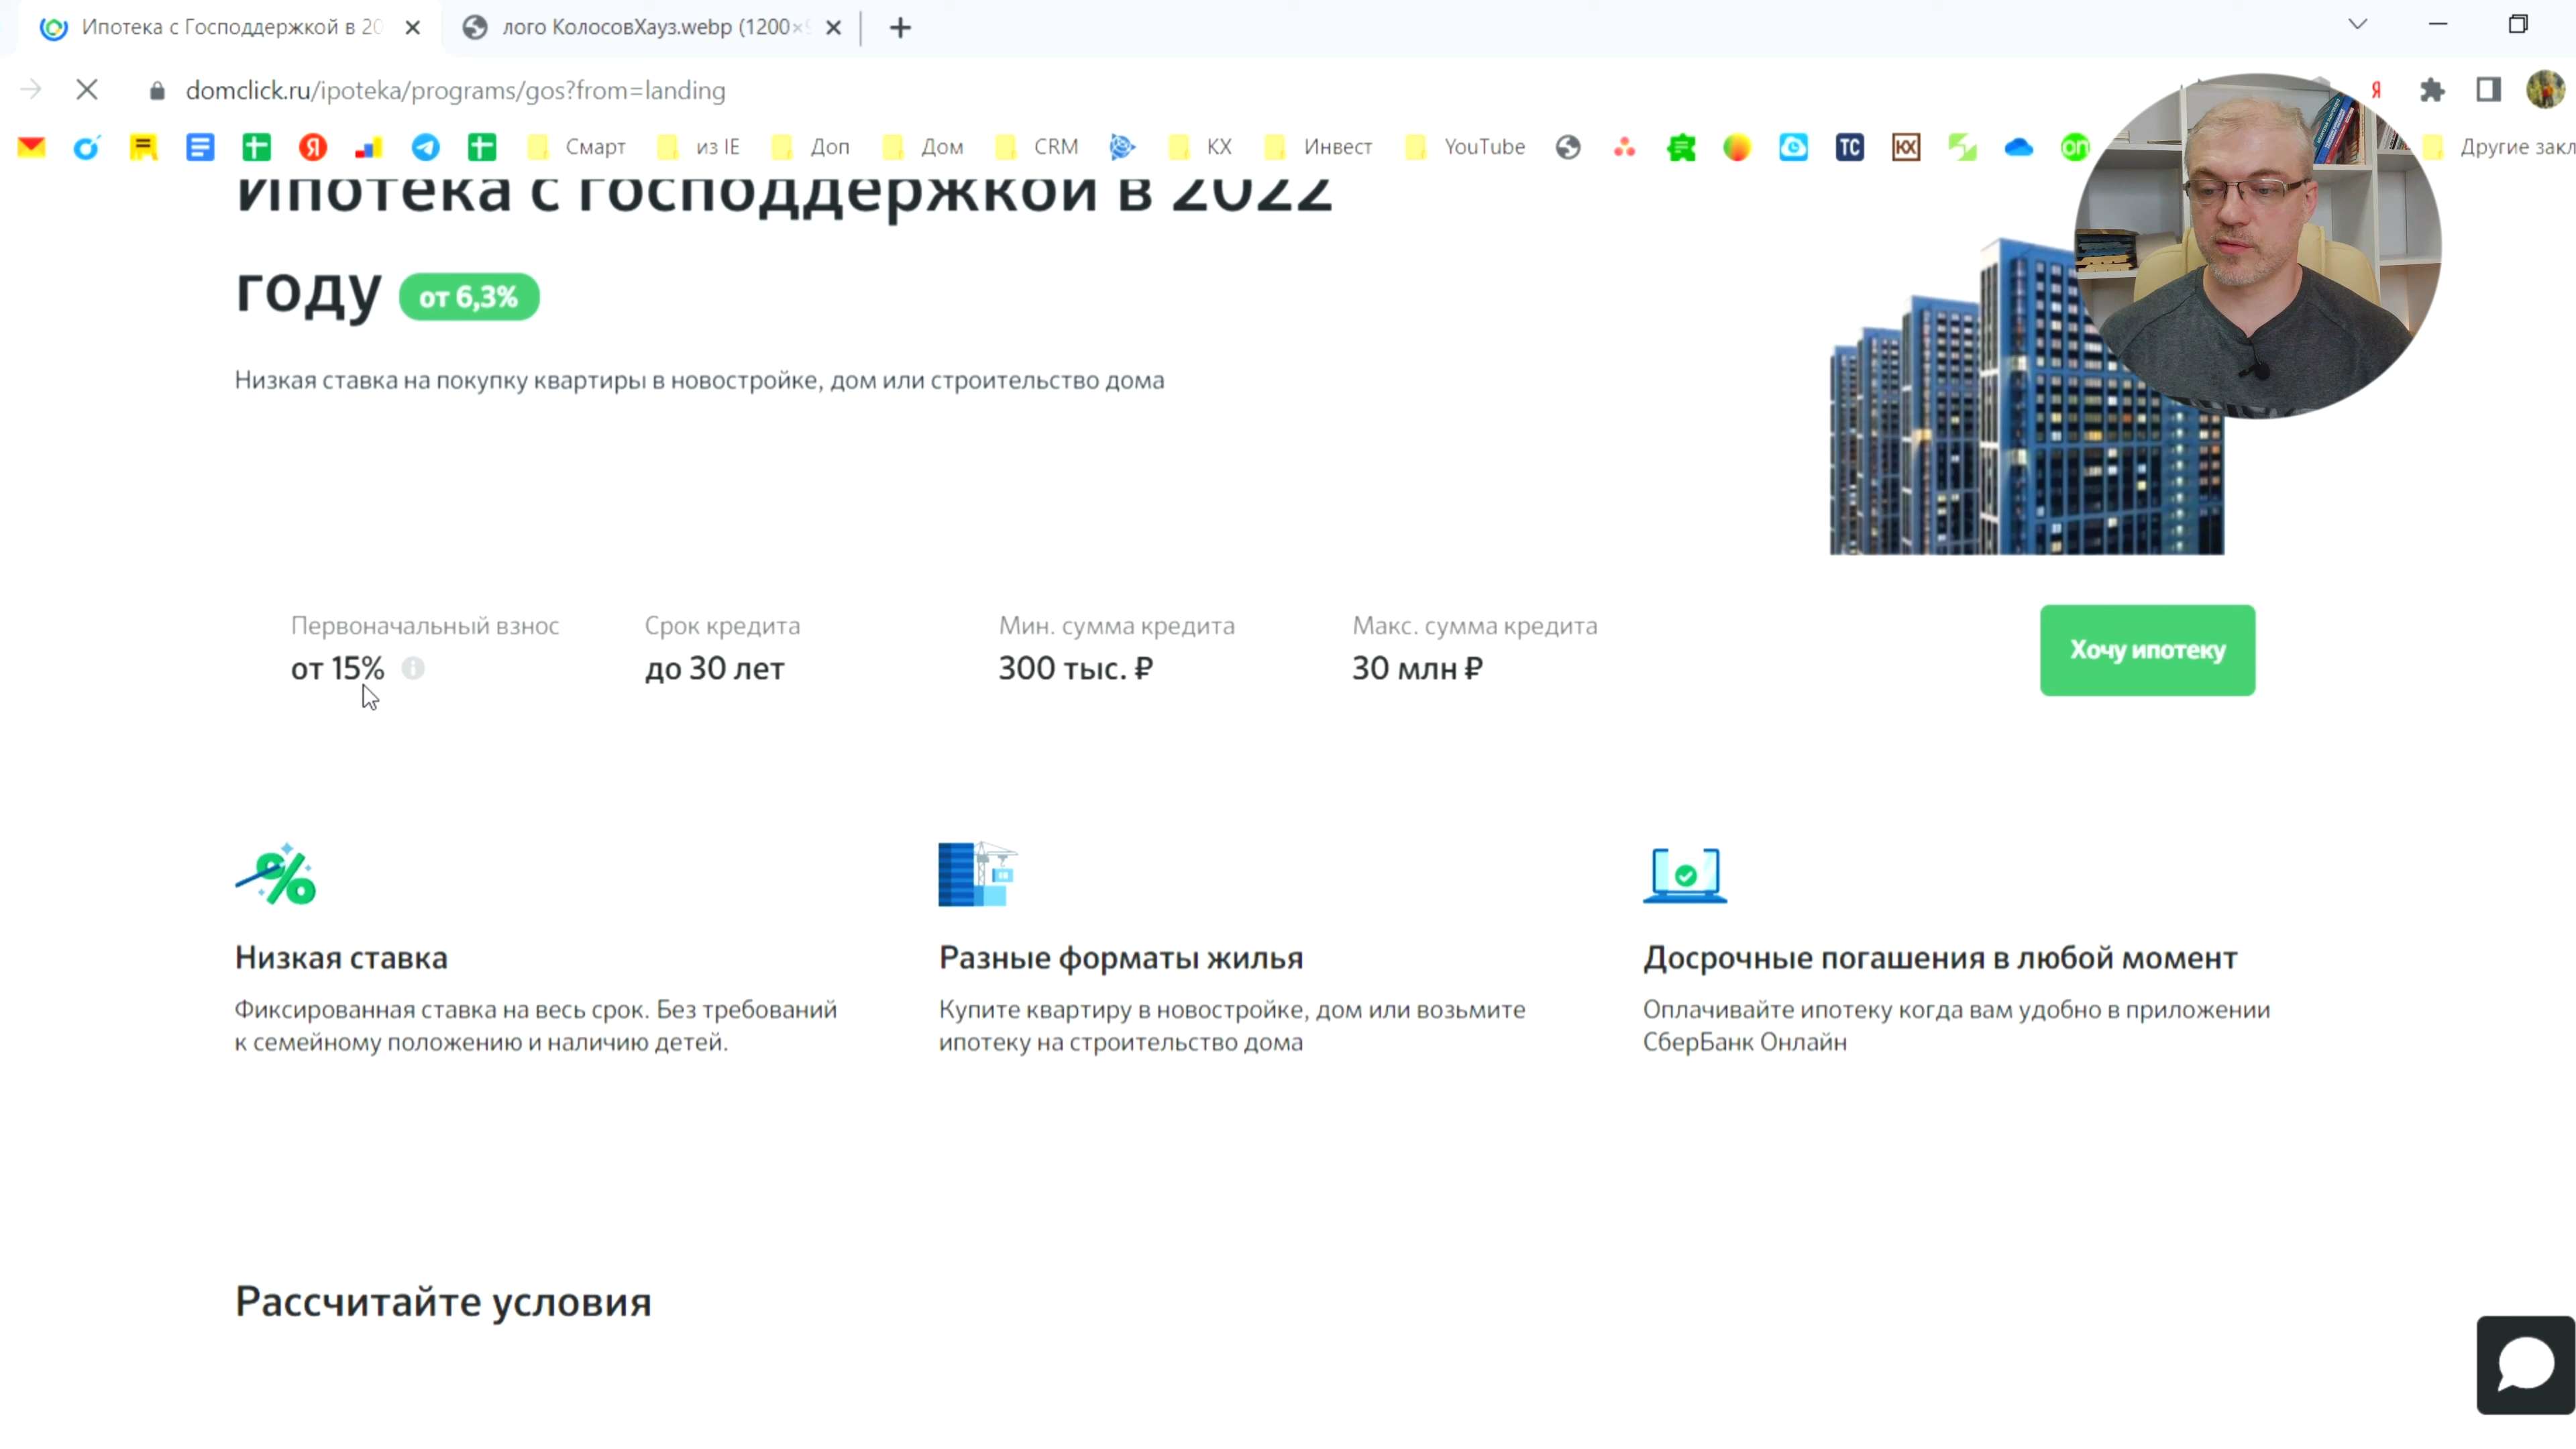 Ипотека с Господдержкой в 20
лого КолосовХауз.webp (1200×
domclick.ru/ipoteka/programs/gos?from=landing
Я
Смарт
из IE
Доп
Дом
CRM
КХ
Инвест
YouTube
TC
КХ
on
Я
Другие закл
Ипотека с господдержкой в 2022
году от 6,3%
Низкая ставка на покупку квартиры в новостройке, дом или строительство дома
Первоначальный взнос
от 15%
Срок кредита
до 30 лет
Мин. сумма кредита
300 тыс. ₽
Макс. сумма кредита
30 млн ₽
Хочу ипотеку
Низкая ставка
Фиксированная ставка на весь срок. Без требований
к семейному положению и наличию детей.
Разные форматы жилья
Купите квартиру в новостройке, дом или возьмите
ипотеку на строительство дома
Досрочные погашения в любой момент
Оплачивайте ипотеку когда вам удобно в приложении
СберБанк Онлайн
Рассчитайте условия